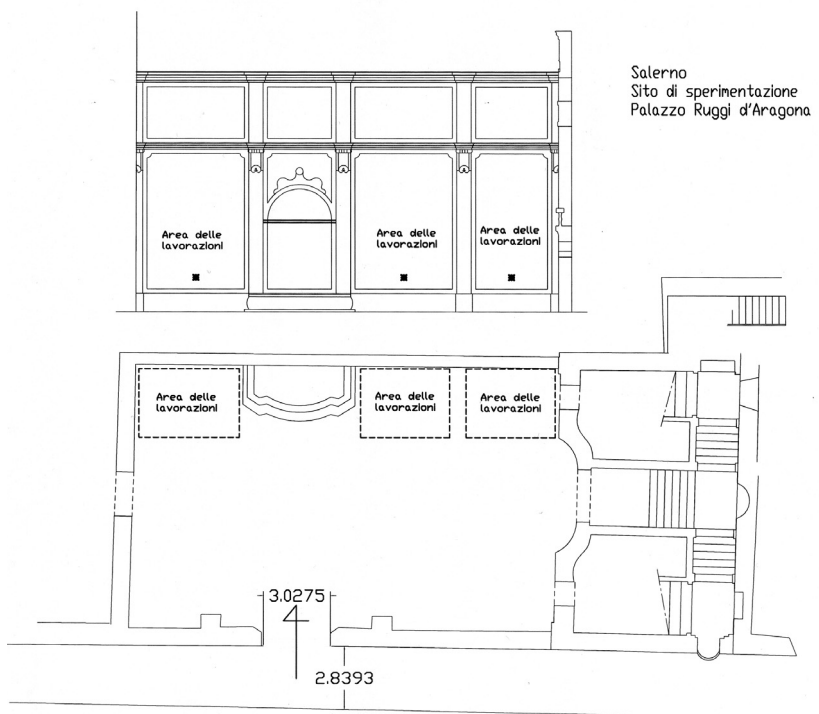 Salerno
Sito di sperimentazione
Palazzo Ruggi d'Aragona
Area delle
lavorazioni
Area delle
lavorazioni
Area delle
lavorazioni
Area delle
lavorazioni
Area delle
lavorazioni
Area delle
lavorazioni
3.0275
2.8393